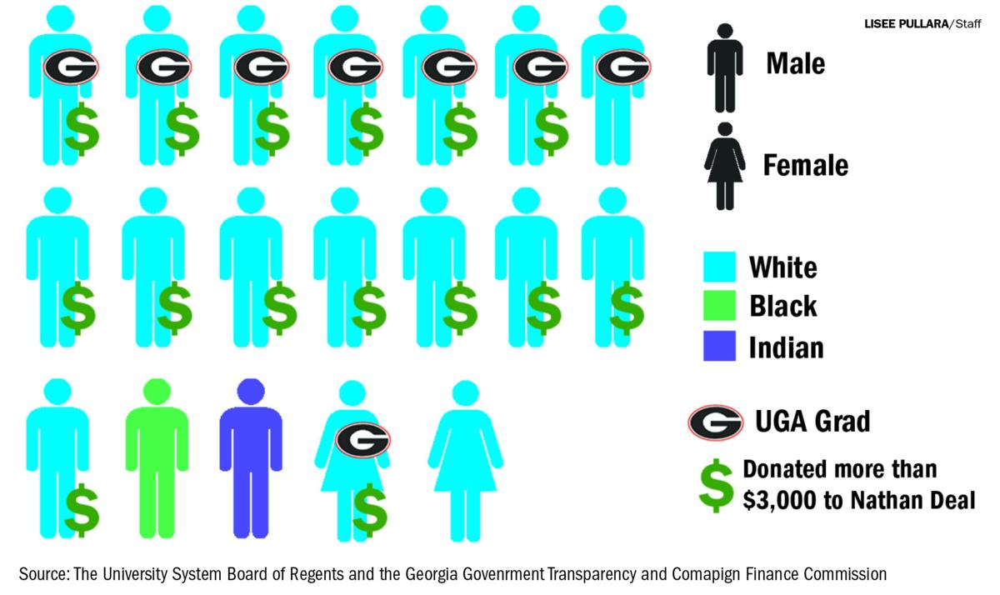 LISEE PULLARA/Staff
G G G G G G G
$ $ $ $ $ $
$ $ $ $ $ $ $
G
$ $
Male
Female
White
Black
Indian
G UGA Grad
$ Donated more than
$3,000 to Nathan Deal
Source: The University System Board of Regents and the Georgia Govenrment Transparency and Comapign Finance Commission